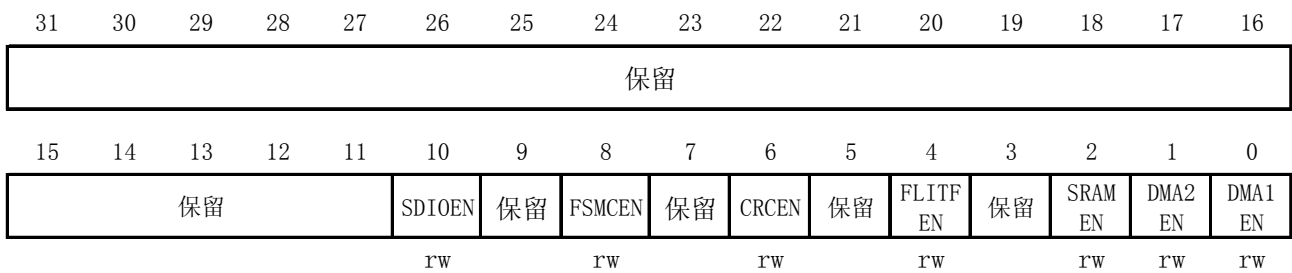 31 30 29 28 27 26 25 24 23 22 21 20 19 18 17 16
保留
15 14 13 12 11 10 9 8 7 6 5 4 3 2 1 0
保留 SDIOEN 保留 FSMCEN 保留 CRCEN 保留 FLITF EN 保留 SRAM EN DMA2 EN DMA1 EN
rw rw rw rw rw rw rw